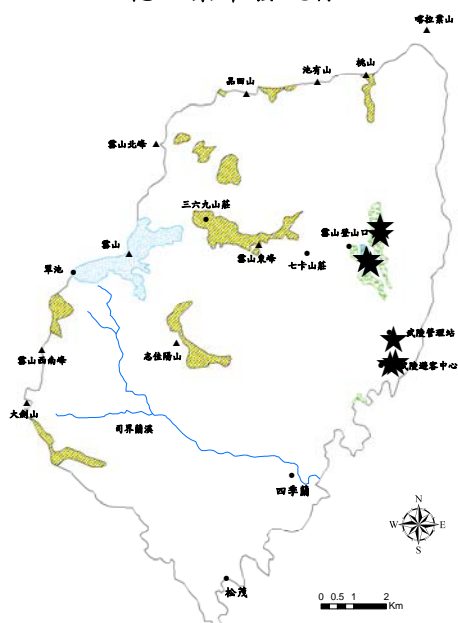 喀拉業山
桃山
池有山
品田山
雪山北峰
三六九山莊
雪山登山口
雪山東峰
七卡山莊
雪山
翠池
武陵管理站
志佳陽山
武陵遊客中心
雪山西南峰
大劍山
司界蘭溪
四季蘭
N
W
E
S
松茂
0 0.5 1 2
Km